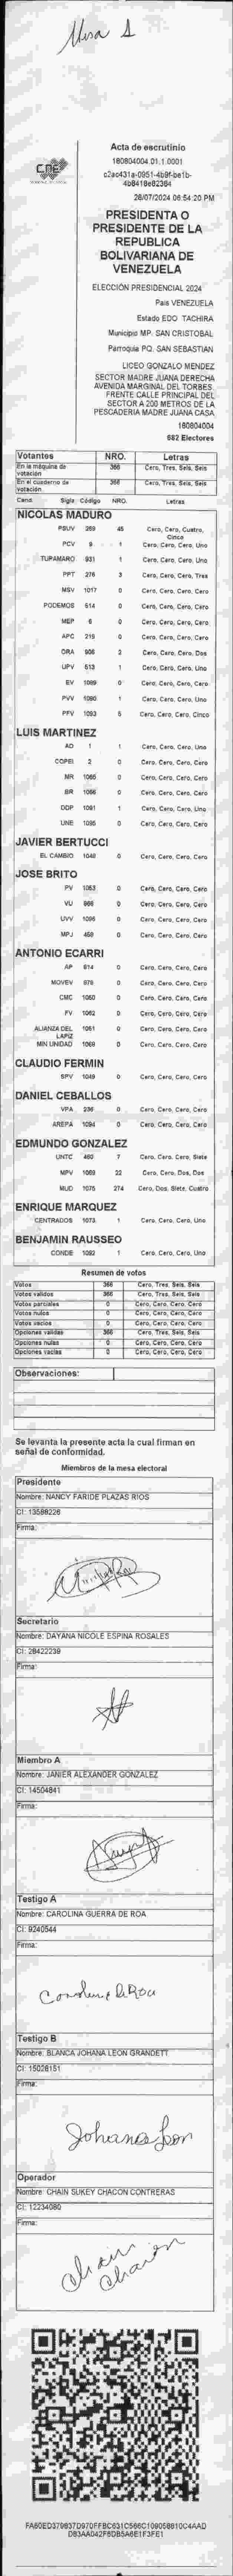 Mesa 1
Acta de escrutinio
180804004.01.1.0001
c2ac431a-0951-4b9f-be1b-
4b8418e82364
CNE
28/07/2024 06:54:20 PM
PRESIDENTA O
PRESIDENTE DE LA
REPUBLICA
BOLIVARIANA DE
VENEZUELA
ELECCIÓN PRESIDENCIAL 2024
Pais VENEZUELA
Estado EDO. TACHIRA
Municipio MP. SAN CRISTOBAL
Parroquia PQ. SAN SEBASTIAN
LICEO GONZALO MENDEZ
SECTOR MADRE JUANA DERECHA
AVENIDA MARGINAL DEL TORBES.
FRENTE CALLE PRINCIPAL DEL
SECTOR A 200 METROS DE LA
PESCADERIA MADRE JUANA CASA
180804004
682 Electores
Votantes NRO. Letras
En la máquina de votación 366 Cero, Tres, Seis, Seis
En el cuaderno de votación 366 Cero, Tres, Seis, Seis
Cand. Sigla Código NRO. Letras
NICOLAS MADURO
PSUV 269 45 Cero, Cero, Cuatro, Cinco
PCV 9 1 Cero, Cero, Cero, Uno
TUPAMARO 931 1 Cero, Cero, Cero, Uno
PPT 276 3 Cero, Cero, Cero, Tres
MSV 1017 0 Cero, Cero, Cero, Cero
PODEMOS 514 0 Cero, Cero, Cero, Cero
MEP 6 0 Cero, Cero, Cero, Cero
APC 215 0 Cero, Cero, Cero, Cero
ORA 906 2 Cero, Cero, Cero, Dos
UPV 513 1 Cero, Cero, Cero, Uno
EV 1089 0 Cero, Cero, Cero, Cero
PVV 1090 1 Cero, Cero, Cero, Uno
PFV 1093 5 Cero, Cero, Cero, Cinco
LUIS MARTINEZ
AD 1 1 Cero, Cero, Cero, Uno
COPEI 2 0 Cero, Cero, Cero, Cero
MR 1065 0 Cero, Cero, Cero, Cero
BR 1066 0 Cero, Cero, Cero, Cero
DDP 1091 1 Cero, Cero, Cero, Uno
UNE 1095 0 Cero, Cero, Cero, Cero
JAVIER BERTUCCI
EL CAMBIO 1048 0 Cero, Cero, Cero, Cero
JOSE BRITO
PV 1053 0 Cero, Cero, Cero, Cero
VU 868 0 Cero, Cero, Cero, Cero
UVV 1096 0 Cero, Cero, Cero, Cero
MPJ 458 0 Cero, Cero, Cero, Cero
ANTONIO ECARRI
AP 814 0 Cero, Cero, Cero, Cero
MOVEV 876 0 Cero, Cero, Cero, Cero
CMC 1050 0 Cero, Cero, Cero, Cero
FV 1062 0 Cero, Cero, Cero, Cero
ALIANZA DEL LAPIZ 1051 0 Cero, Cero, Cero, Cero
MIN UNIDAD 1069 0 Cero, Cero, Cero, Cero
CLAUDIO FERMIN
SPV 1049 0 Cero, Cero, Cero, Cero
DANIEL CEBALLOS
VPA 236 0 Cero, Cero, Cero, Cero
AREPA 1094 0 Cero, Cero, Cero, Cero
EDMUNDO GONZALEZ
UNTC 460 7 Cero, Cero, Cero, Siete
MPV 1069 22 Cero, Cero, Dos, Dos
MUD 1075 274 Cero, Dos, Siete, Cuatro
ENRIQUE MARQUEZ
CENTRADOS 1073 1 Cero, Cero, Cero, Uno
BENJAMIN RAUSSEO
CONDE 1092 1 Cero, Cero, Cero, Uno
Resumen de votos
Votos 366 Cero, Tres, Seis, Seis
Votos validos 366 Cero, Tres, Seis, Seis
Votos parciales 0 Cero, Cero, Cero, Cero
Votos nulos 0 Cero, Cero, Cero, Cero
Votos vacios 0 Cero, Cero, Cero, Cero
Opciones validas 366 Cero, Tres, Seis, Seis
Opciones nulas 0 Cero, Cero, Cero, Cero
Opciones vacias 0 Cero, Cero, Cero, Cero
Observaciones:
Se levanta la presente acta la cual firman en
señal de conformidad.
Miembros de la mesa electoral
Presidente
Nombre: NANCY FARIDE PLAZAS RIOS
CI: 13588226
Firma:
Secretario
Nombre: DAYANA NICOLE ESPINA ROSALES
CI: 28422239
Firma:
Miembro A
Nombre: JANIER ALEXANDER GONZALEZ
CI: 14504841
Firma:
Testigo A
Nombre: CAROLINA GUERRA DE ROA
CI: 9240544
Firma:
Testigo B
Nombre: BLANCA JOHANA LEON GRANDETT
CI: 15028151
Firma:
Johana Leon
Operador
Nombre: CHAIN SUKEY CHACON CONTRERAS
CI: 12234080
Firma:
Chain
Chacon
FA60ED379837D970FFBC631C566C109058610C4AAD
D83AA042F6DB5A6E1F3FE1